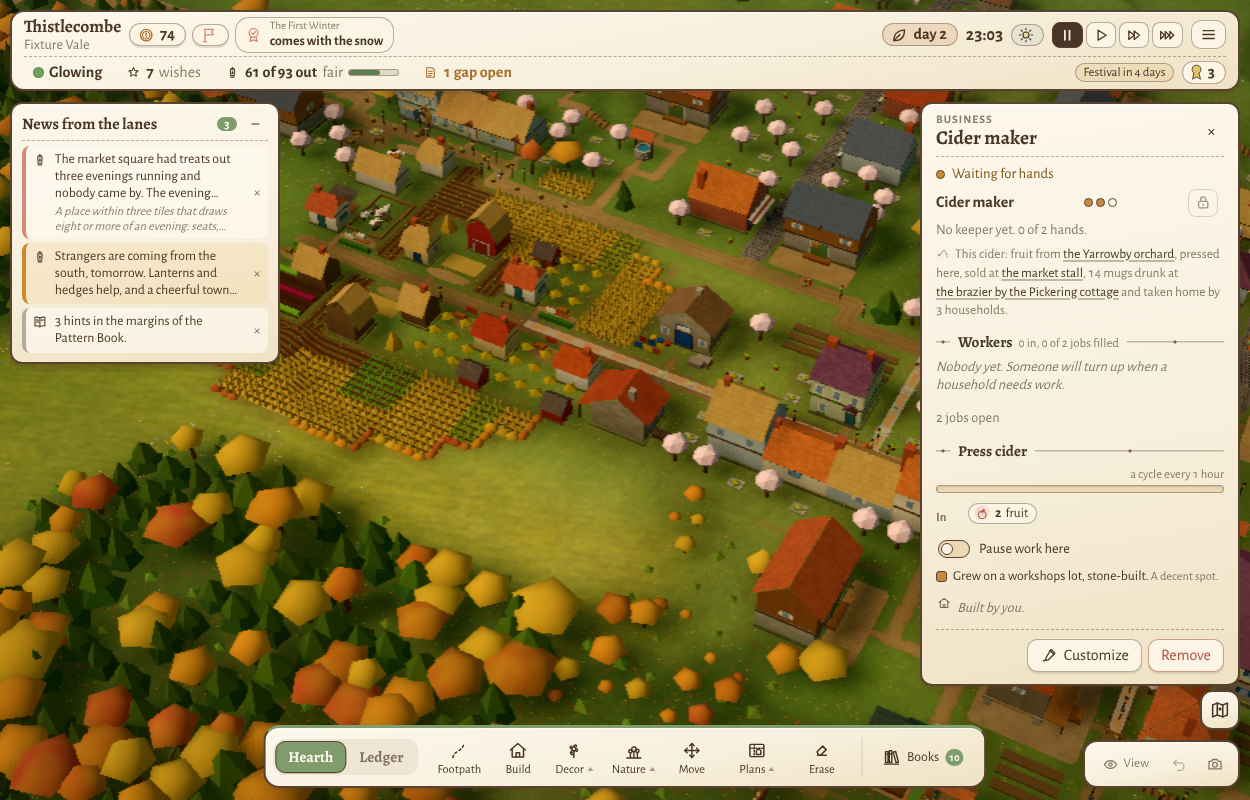 Thistlecombe
Fixture Vale
74
The First Winter
comes with the snow
day 2
23:03
Glowing
7 wishes
61 of 93 out fair
1 gap open
Festival in 4 days
3
News from the lanes
3
The market square had treats out
three evenings running and
nobody came by. The evening...
A place within three tiles that draws
eight or more of an evening: seats,...
Strangers are coming from the
south, tomorrow. Lanterns and
hedges help, and a cheerful town...
3 hints in the margins of the
Pattern Book.
BUSINESS
Cider maker
Waiting for hands
Cider maker
No keeper yet. 0 of 2 hands.
This cider: fruit from the Yarrowby orchard, pressed
here, sold at the market stall, 14 mugs drunk at
the brazier by the Pickering cottage and taken home by
3 households.
Workers 0 in, 0 of 2 jobs filled
Nobody yet. Someone will turn up when a
household needs work.
2 jobs open
Press cider
a cycle every 1 hour
In 2 fruit
Pause work here
Grew on a workshops lot, stone-built. A decent spot.
Built by you.
Customize
Remove
Hearth
Ledger
Footpath
Build
Decor
Nature
Move
Plans
Erase
Books 10
View